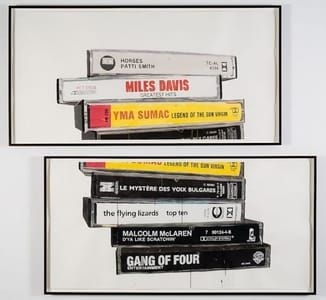 HORSES
PATTI SMITH
MILES DAVIS
GREATEST HITS
YMA SUMAC LEGEND OF THE SUN VIRGIN
LEGEND OF THE SUN VIRGIN
LE MYSTÈRE DES VOIX BULGARES
the flying lizards top ten
MALCOLM McLAREN
D'YA LIKE SCRATCHIN'
GANG OF FOUR
ENTERTAINMENT